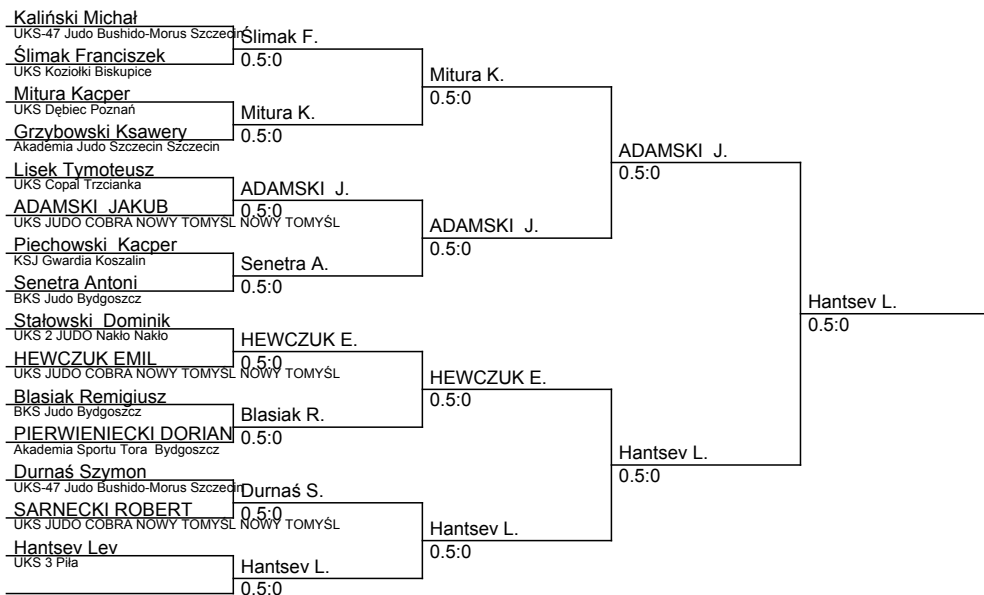 Kaliński Michał
UKS-47 Judo Bushido-Morus Szczecin
Ślimak Franciszek
UKS Koziołki Biskupice
Mitura Kacper
UKS Dębiec Poznań
Grzybowski Ksawery
Akademia Judo Szczecin Szczecin
Lisek Tymoteusz
UKS Copal Trzcianka
ADAMSKI JAKUB
UKS JUDO COBRA NOWY TOMYŚL NOWY TOMYŚL
Piechowski Kacper
KSJ Gwardia Koszalin
Senetra Antoni
BKS Judo Bydgoszcz
Stałowski Dominik
UKS 2 JUDO Nakło Nakło
HEWCZUK EMIL
UKS JUDO COBRA NOWY TOMYŚL NOWY TOMYŚL
Blasiak Remigiusz
BKS Judo Bydgoszcz
PIERWIENIECKI DORIAN
Akademia Sportu Tora Bydgoszcz
Durnaś Szymon
UKS-47 Judo Bushido-Morus Szczecin
SARNECKI ROBERT
UKS JUDO COBRA NOWY TOMYŚL NOWY TOMYŚL
Hantsev Lev
UKS 3 Piła
Ślimak F.
0.5:0
Mitura K.
0.5:0
ADAMSKI J.
0.5:0
Senetra A.
0.5:0
HEWCZUK E.
0.5:0
Blasiak R.
0.5:0
Durnaś S.
0.5:0
Hantsev L.
0.5:0
Mitura K.
0.5:0
ADAMSKI J.
0.5:0
HEWCZUK E.
0.5:0
Hantsev L.
0.5:0
ADAMSKI J.
0.5:0
Hantsev L.
0.5:0
Hantsev L.
0.5:0